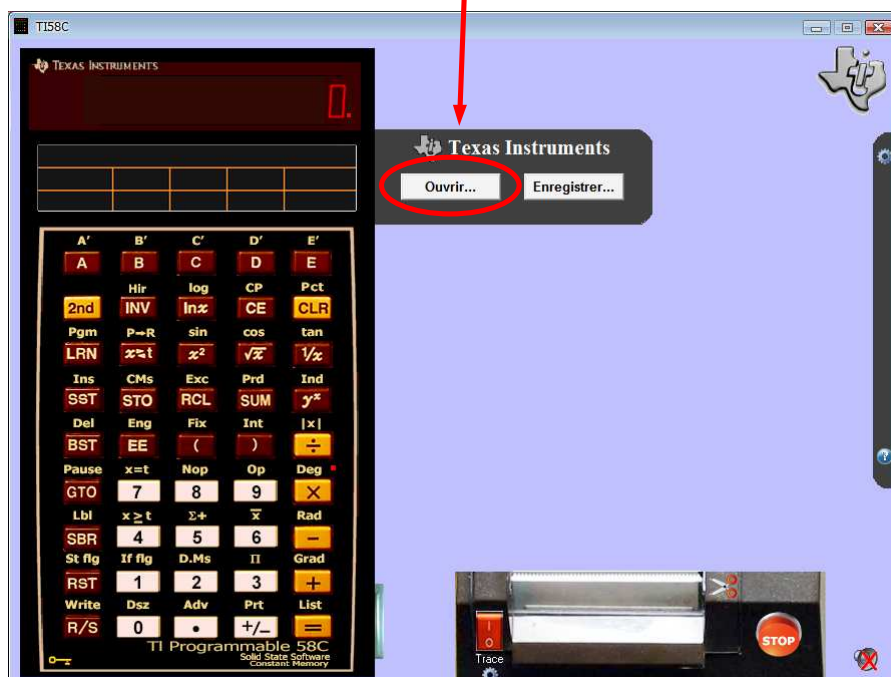 TI58C
TEXAS INSTRUMENTS
0.
Texas Instruments
Ouvrir... Enregistrer...
A' B' C' D' E'
A B C D E
Hir log CP Pct
2nd INV lnx CE CLR
Pgm P→R sin cos tan
LRN x⇄t x² √x 1/x
Ins CMs Exc Prd Ind
SST STO RCL SUM yˣ
Del Eng Fix Int |x|
BST EE ( ) ÷
Pause x=t Nop Op Deg
GTO 7 8 9 ×
Lbl x≥t Σ+ x̅ Rad
SBR 4 5 6 −
St flg If flg D.Ms Π Grad
RST 1 2 3 +
Write Dsz Adv Prt List
R/S 0 • +/− =
TI Programmable 58C
Solid State Software
Constant Memory
Trace
STOP